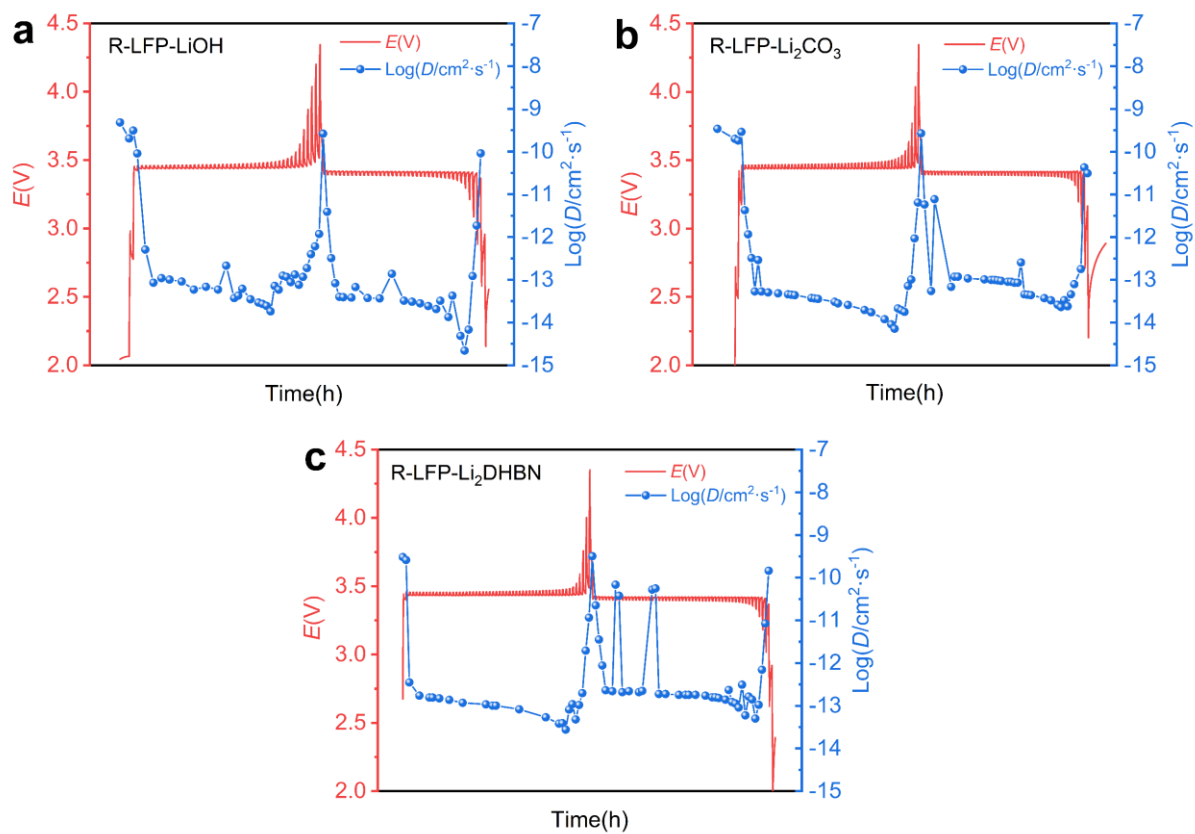 a
R-LFP-LiOH
E(V)
Log(D/cm²·s⁻¹)
4.5
4.0
3.5
3.0
2.5
2.0
E(V)
-7
-8
-9
-10
-11
-12
-13
-14
-15
Log(D/cm²·s⁻¹)
Time(h)
b
R-LFP-Li₂CO₃
E(V)
Log(D/cm²·s⁻¹)
4.5
4.0
3.5
3.0
2.5
2.0
E(V)
-7
-8
-9
-10
-11
-12
-13
-14
-15
Log(D/cm²·s⁻¹)
Time(h)
c
R-LFP-Li₂DHBN
E(V)
Log(D/cm²·s⁻¹)
4.5
4.0
3.5
3.0
2.5
2.0
E(V)
-7
-8
-9
-10
-11
-12
-13
-14
-15
Log(D/cm²·s⁻¹)
Time(h)